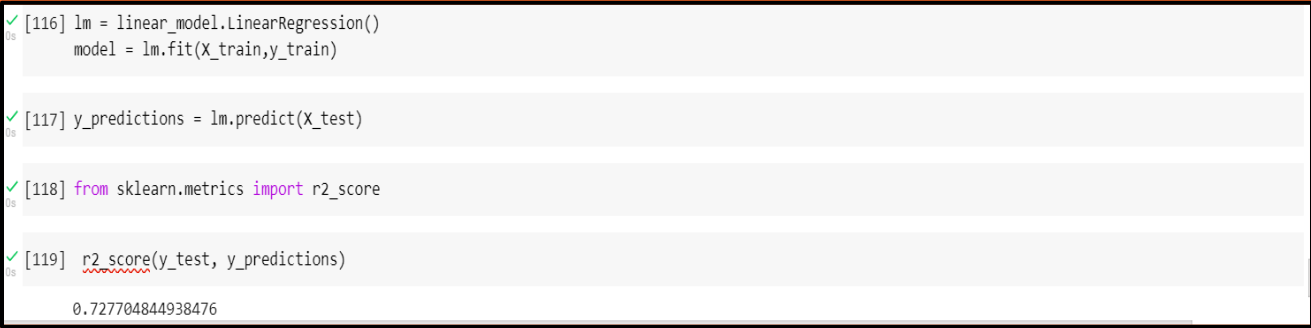 [116] lm = linear_model.LinearRegression()
0s
model = lm.fit(X_train,y_train)
[117] y_predictions = lm.predict(X_test)
0s
[118] from sklearn.metrics import r2_score
0s
[119] r2_score(y_test, y_predictions)
0s
0.727704844938476